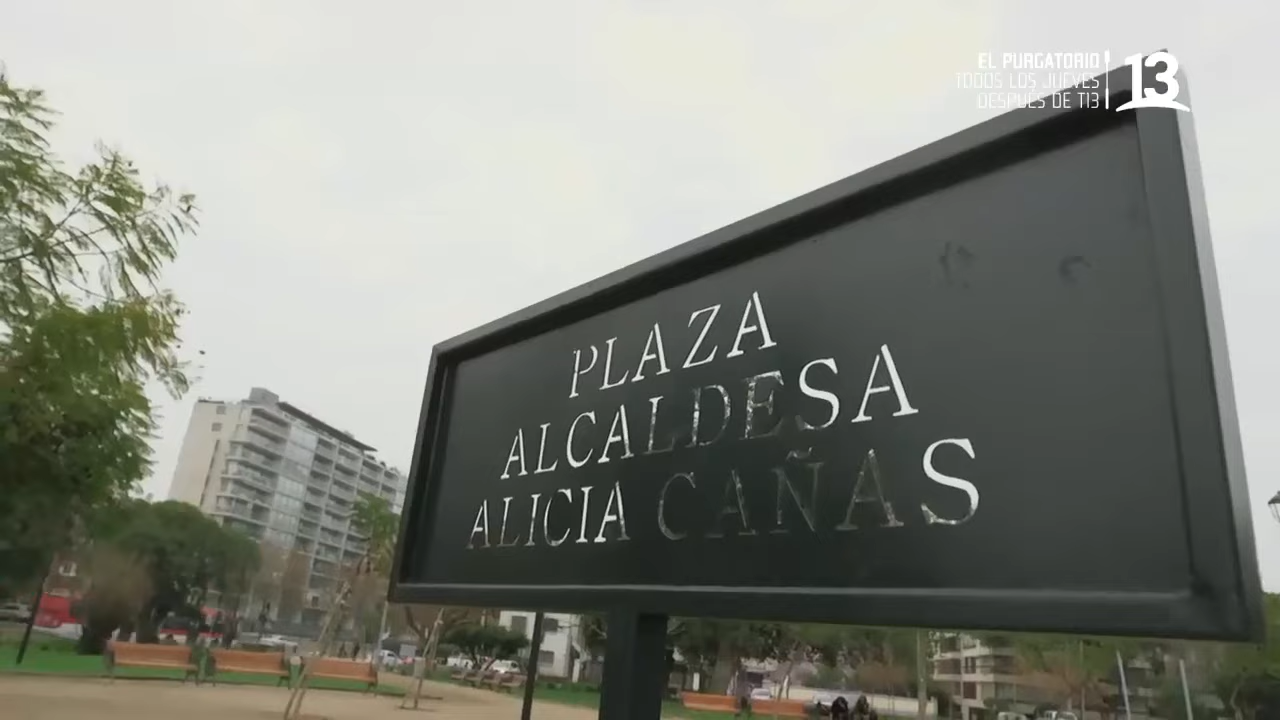 EL PURGATORIO
TODOS LOS JUEVES
DESPUÉS DE T13
13
PLAZA
ALCALDESA
ALICIA CAÑAS